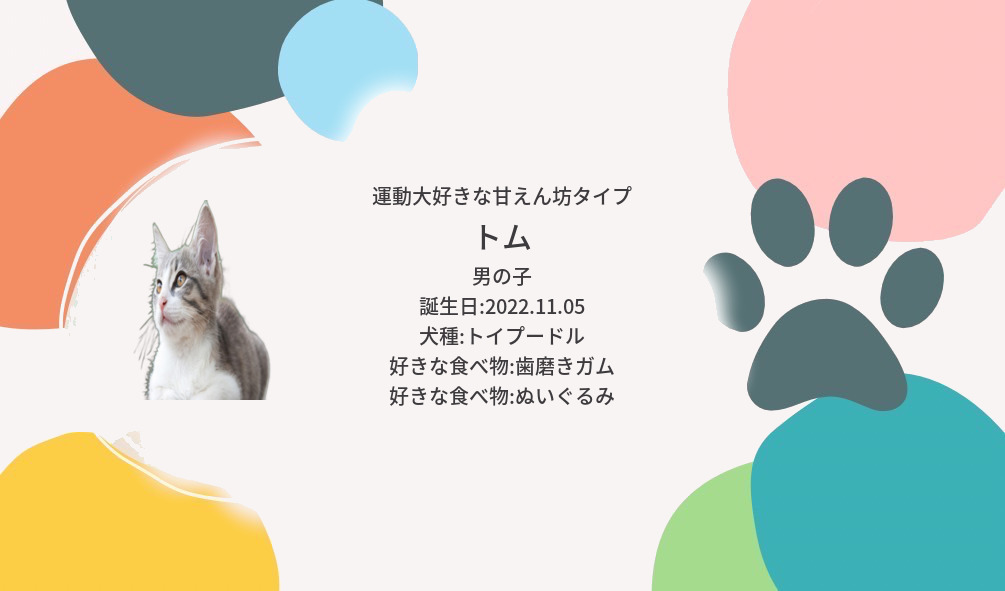 運動大好きな甘えん坊タイプ
トム
男の子
誕生日:2022.11.05
犬種:トイプードル
好きな食べ物:歯磨きガム
好きな食べ物:ぬいぐるみ